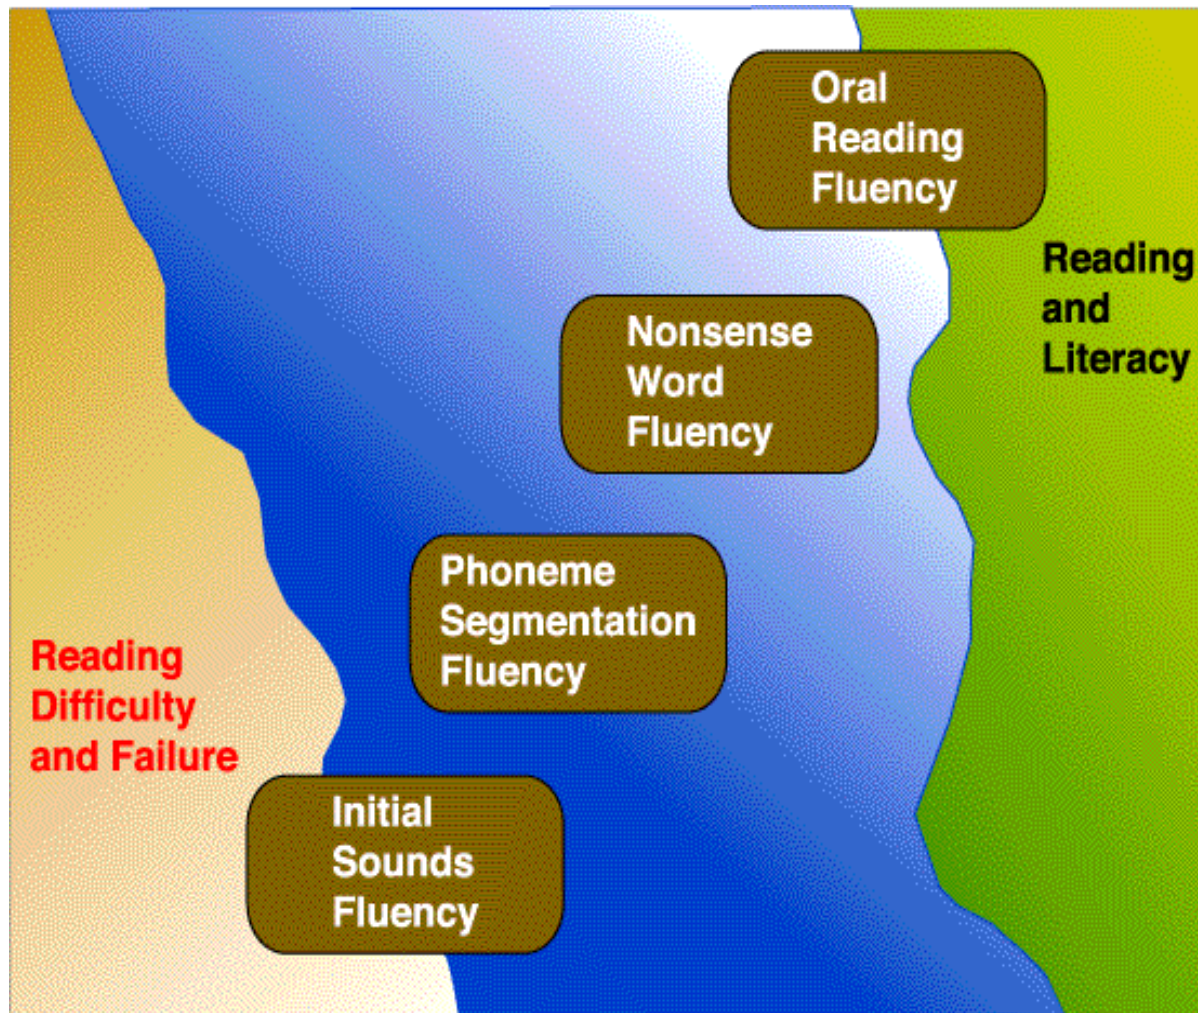 Oral
Reading
Fluency
Reading
and
Literacy
Nonsense
Word
Fluency
Phoneme
Segmentation
Fluency
Reading
Difficulty
and Failure
Initial
Sounds
Fluency